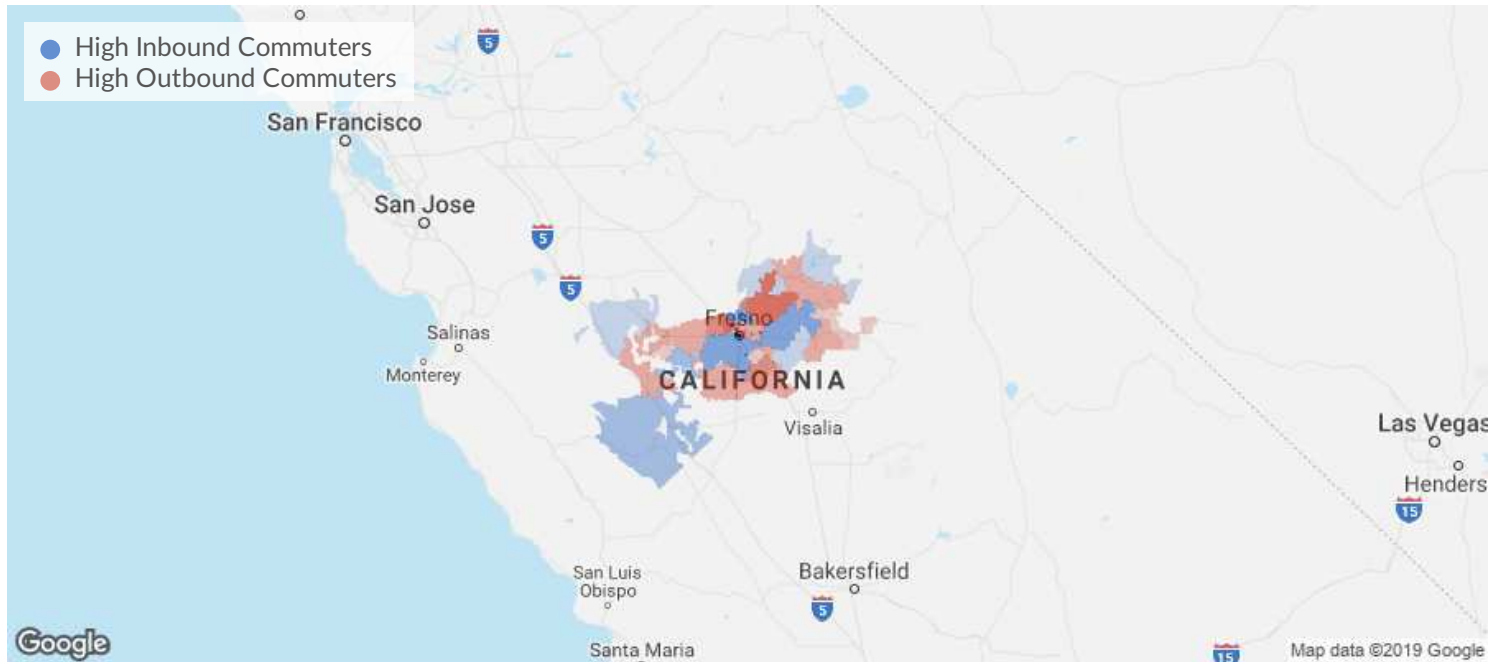 High Inbound Commuters
High Outbound Commuters
5
San Francisco
San Jose
5
5
Salinas
Monterey
Fresno
CALIFORNIA
Visalia
Las Vegas
Henders
15
San Luis
Obispo
Bakersfield
5
Santa Maria
15
Google
Map data ©2019 Google